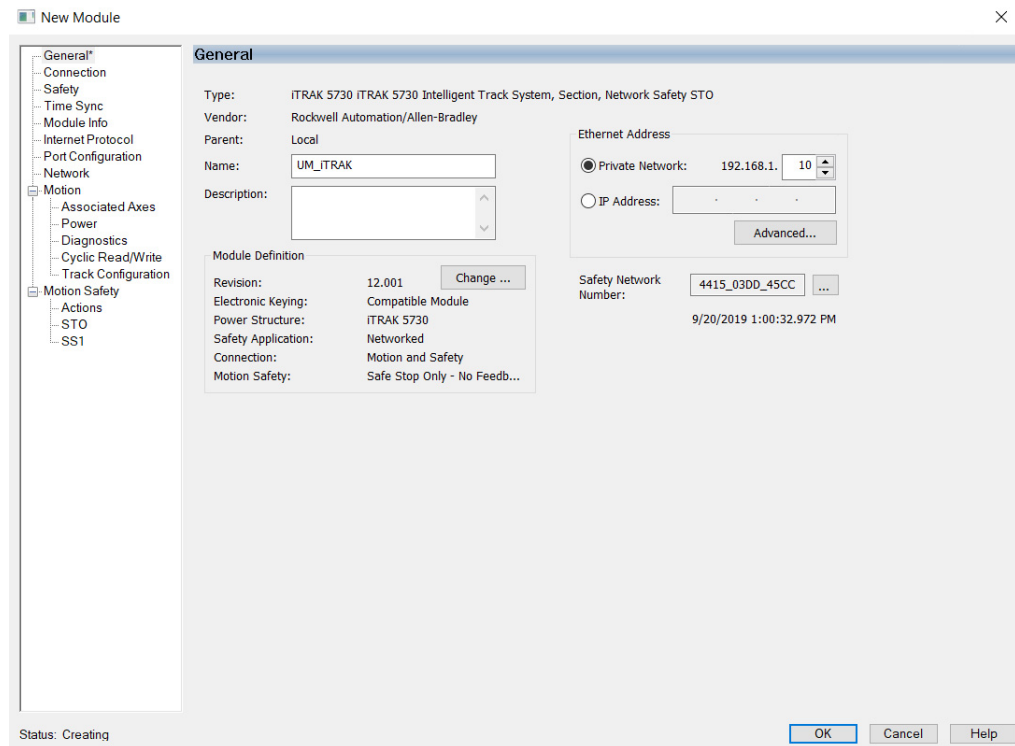 New Module
General*
Connection
Safety
Time Sync
Module Info
Internet Protocol
Port Configuration
Network
Motion
Associated Axes
Power
Diagnostics
Cyclic Read/Write
Track Configuration
Motion Safety
Actions
STO
SS1
General
Type: iTRAK 5730 iTRAK 5730 Intelligent Track System, Section, Network Safety STO
Vendor: Rockwell Automation/Allen-Bradley
Parent: Local
Name: UM_iTRAK
Description:
Module Definition
Revision: 12.001 Change ...
Electronic Keying: Compatible Module
Power Structure: iTRAK 5730
Safety Application: Networked
Connection: Motion and Safety
Motion Safety: Safe Stop Only - No Feedb...
Ethernet Address
Private Network: 192.168.1. 10
IP Address: . . .
Advanced...
Safety Network
Number: 4415_03DD_45CC ...
9/20/2019 1:00:32.972 PM
Status: Creating
OK Cancel Help